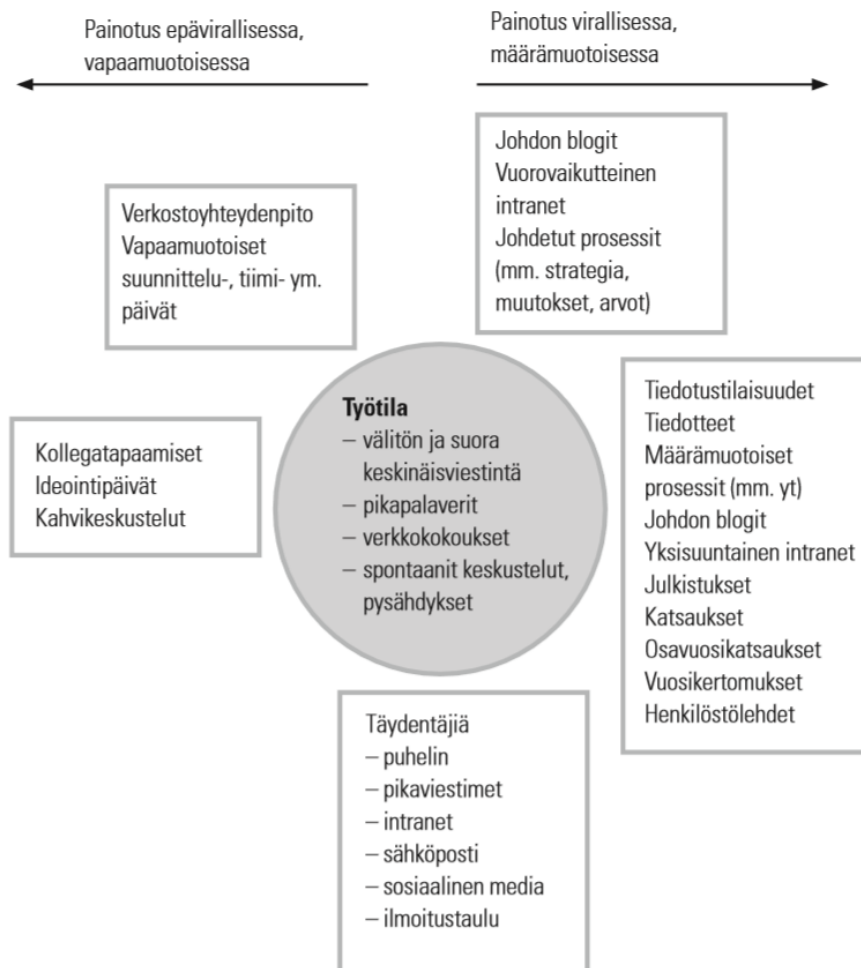 Painotus epävirallisessa,
vapaamuotoisessa
Painotus virallisessa,
määrämuotoisessa
Johdon blogit
Vuorovaikutteinen
intranet
Johdetut prosessit
(mm. strategia,
muutokset, arvot)
Verkostoyhteydenpito
Vapaamuotoiset
suunnittelu-, tiimi- ym.
päivät
Kollegatapaamiset
Ideointipäivät
Kahvikeskustelut
Työtila
– välitön ja suora
keskinäisviestintä
– pikapalaverit
– verkkokokoukset
– spontaanit keskustelut,
pysähdykset
Tiedotustilaisuudet
Tiedotteet
Määrämuotoiset
prosessit (mm. yt)
Johdon blogit
Yksisuuntainen intranet
Julkistukset
Katsaukset
Osavuosikatsaukset
Vuosikertomukset
Henkilöstölehdet
Täydentäjiä
– puhelin
– pikaviestimet
– intranet
– sähköposti
– sosiaalinen media
– ilmoitustaulu